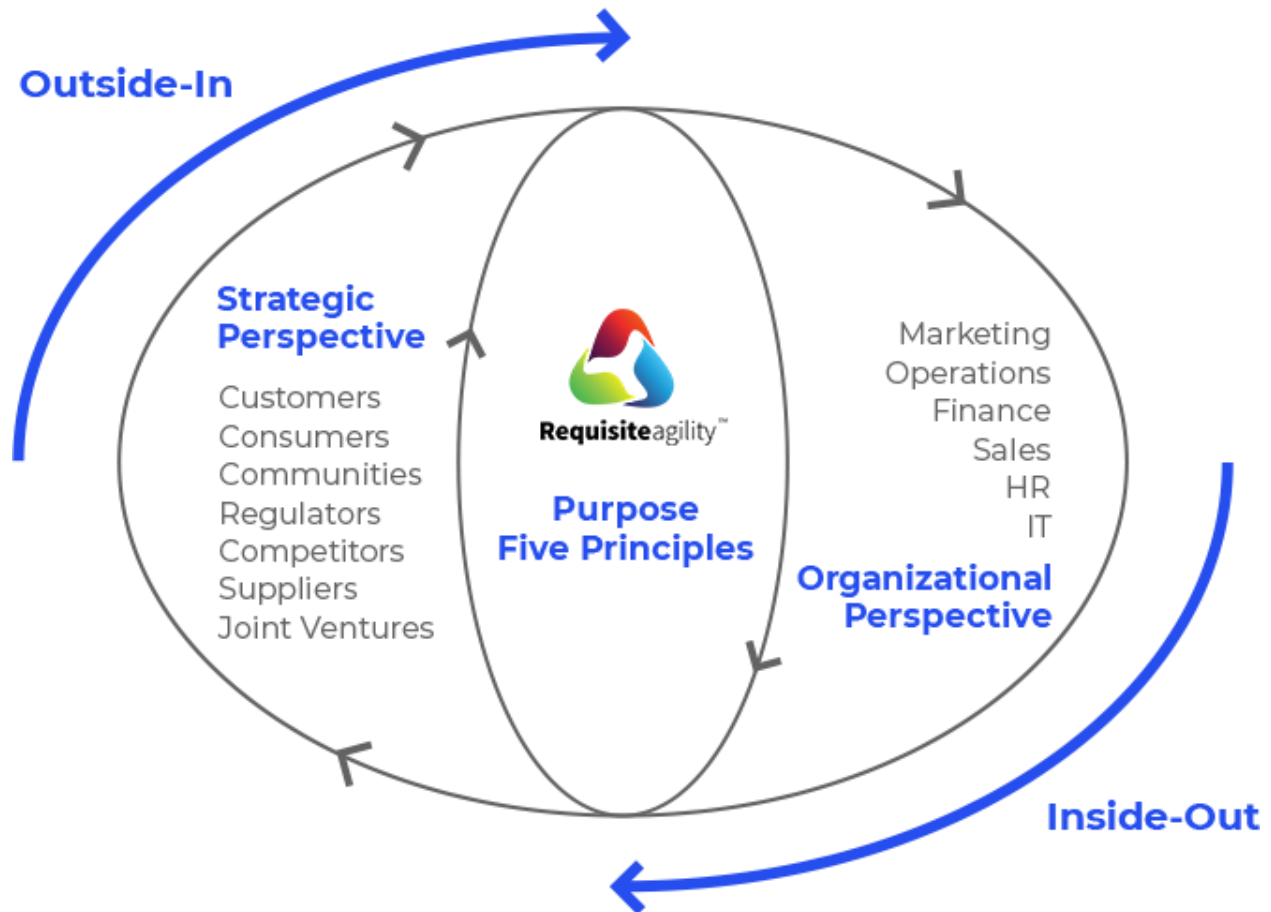 Outside-In
Strategic
Perspective
Customers
Consumers
Communities
Regulators
Competitors
Suppliers
Joint Ventures
Requisiteagility™
Purpose
Five Principles
Marketing
Operations
Finance
Sales
HR
IT
Organizational
Perspective
Inside-Out